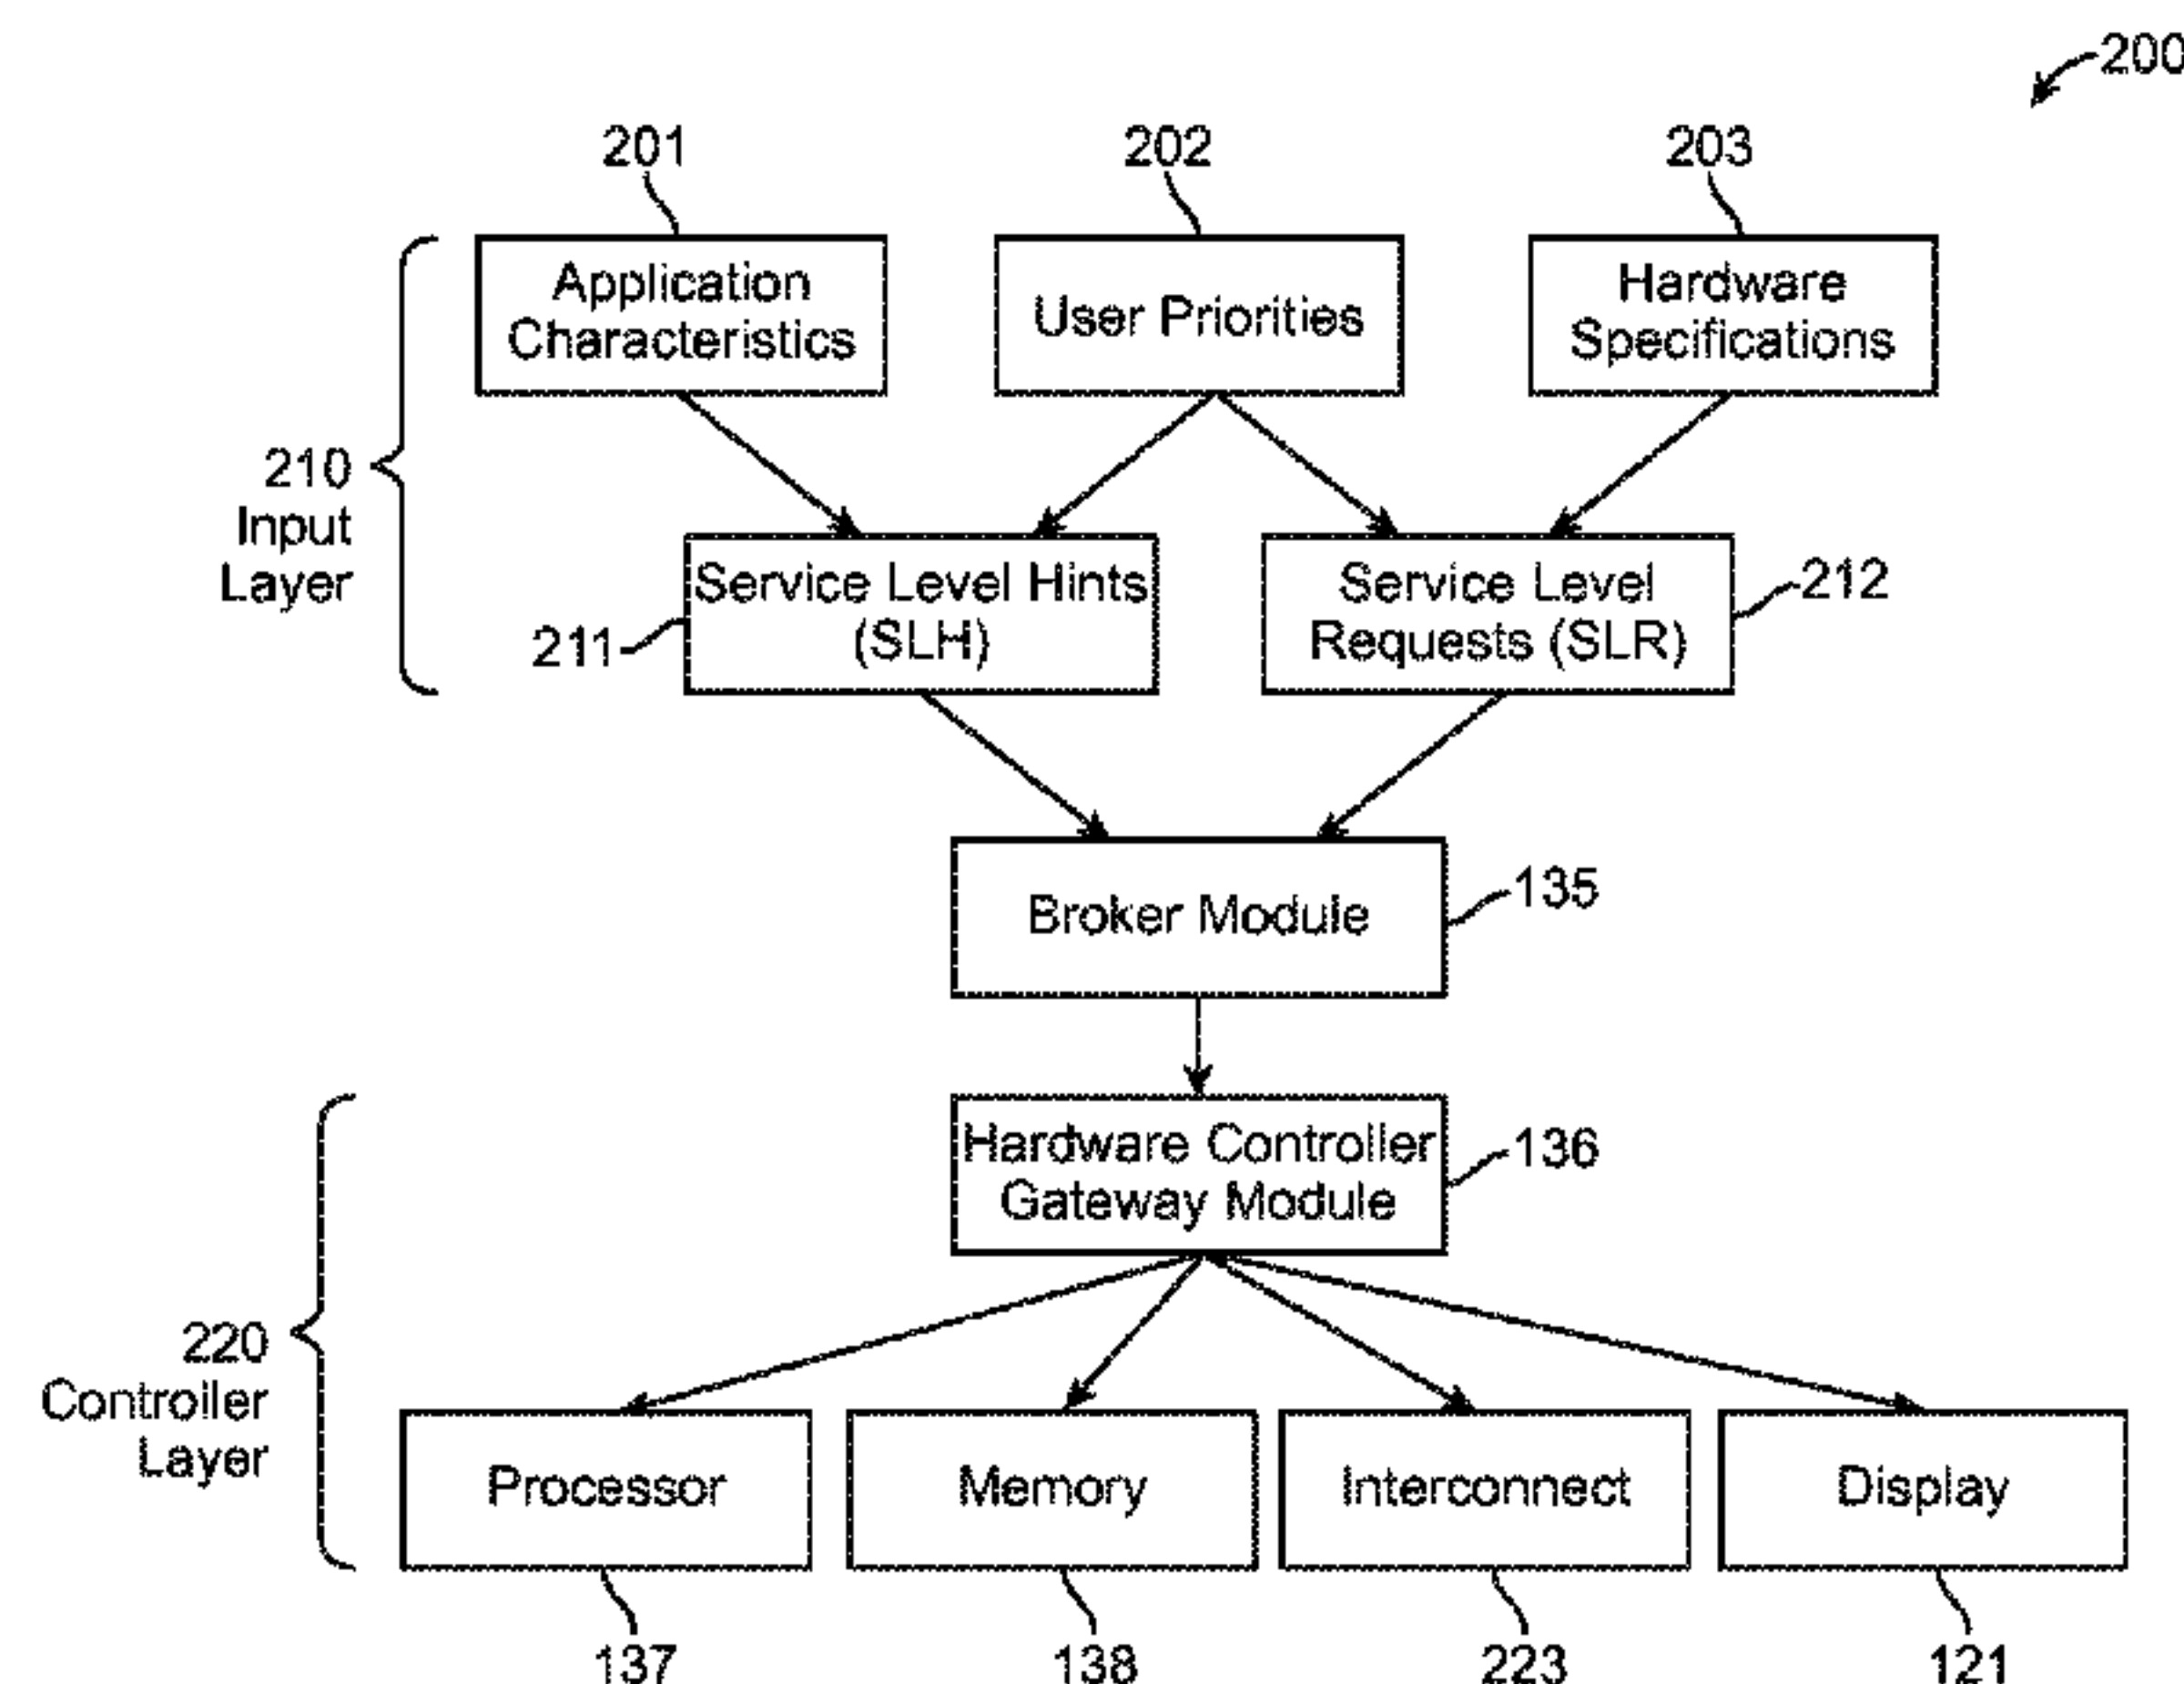 200
201
202
203
Application
Characteristics
User Priorities
Hardware
Specifications
210
Input
Layer
Service Level Hints
(SLH)
211
Service Level
Requests (SLR)
212
Broker Module
135
Hardware Controller
Gateway Module
136
220
Controller
Layer
Processor
Memory
Interconnect
Display
137
138
223
121